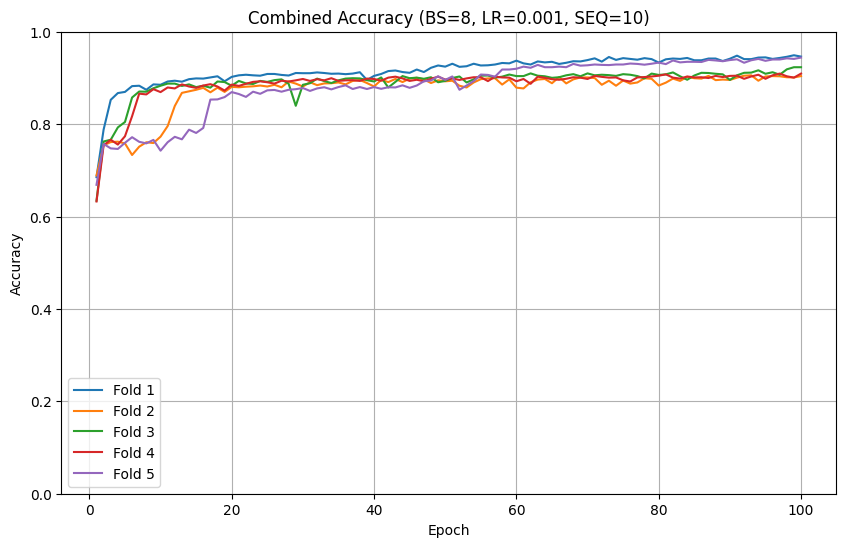 Combined Accuracy (BS=8, LR=0.001, SEQ=10)
1.0
0.8
0.6
0.4
0.2
0.0
Accuracy
Fold 1
Fold 2
Fold 3
Fold 4
Fold 5
0 20 40 60 80 100
Epoch